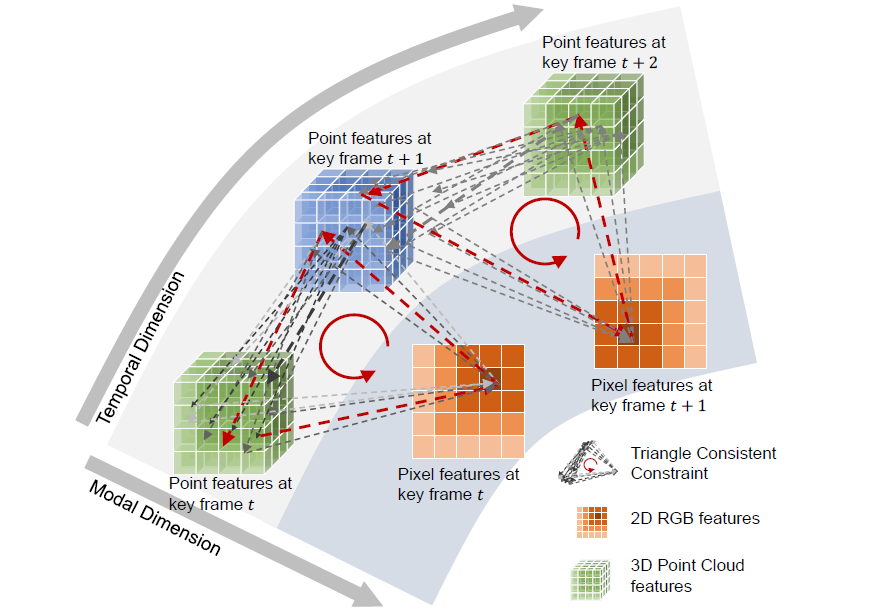 Point features at
key frame t + 2
Point features at
key frame t + 1
Temporal Dimension
Pixel features at
key frame t + 1
Pixel features at
key frame t
Point features at
key frame t
Modal Dimension
Triangle Consistent
Constraint
2D RGB features
3D Point Cloud
features